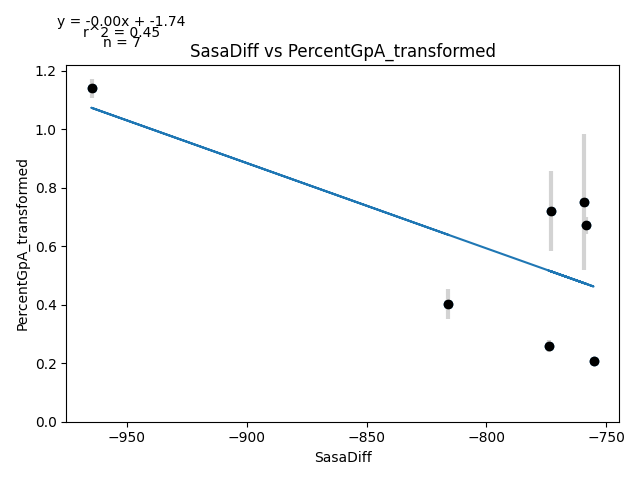 y = -0.00x + -1.74
r^2 = 0.45
n = 7
SasaDiff vs PercentGpA_transformed
1.2
1.0
0.8
0.6
0.4
0.2
0.0
PercentGpA_transformed
−950
−900
−850
−800
−750
SasaDiff